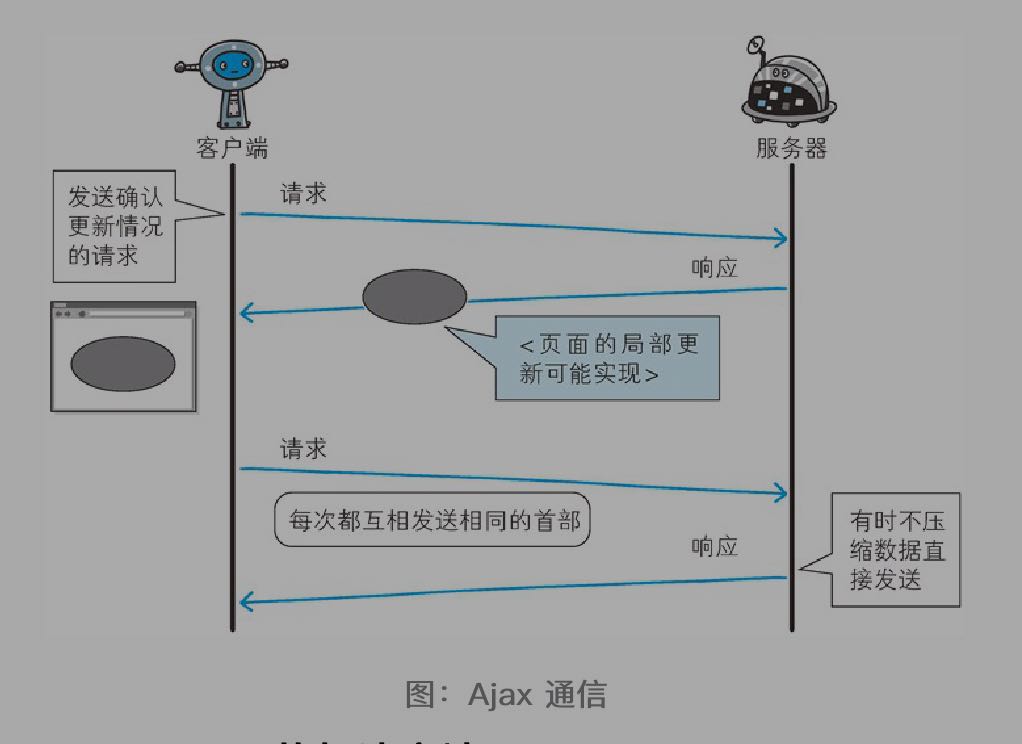 客户端
服务器
发送确认
更新情况
的请求
请求
响应
<页面的局部更
新可能实现>
请求
每次都互相发送相同的首部
响应
有时不压
缩数据直
接发送
图：Ajax 通信